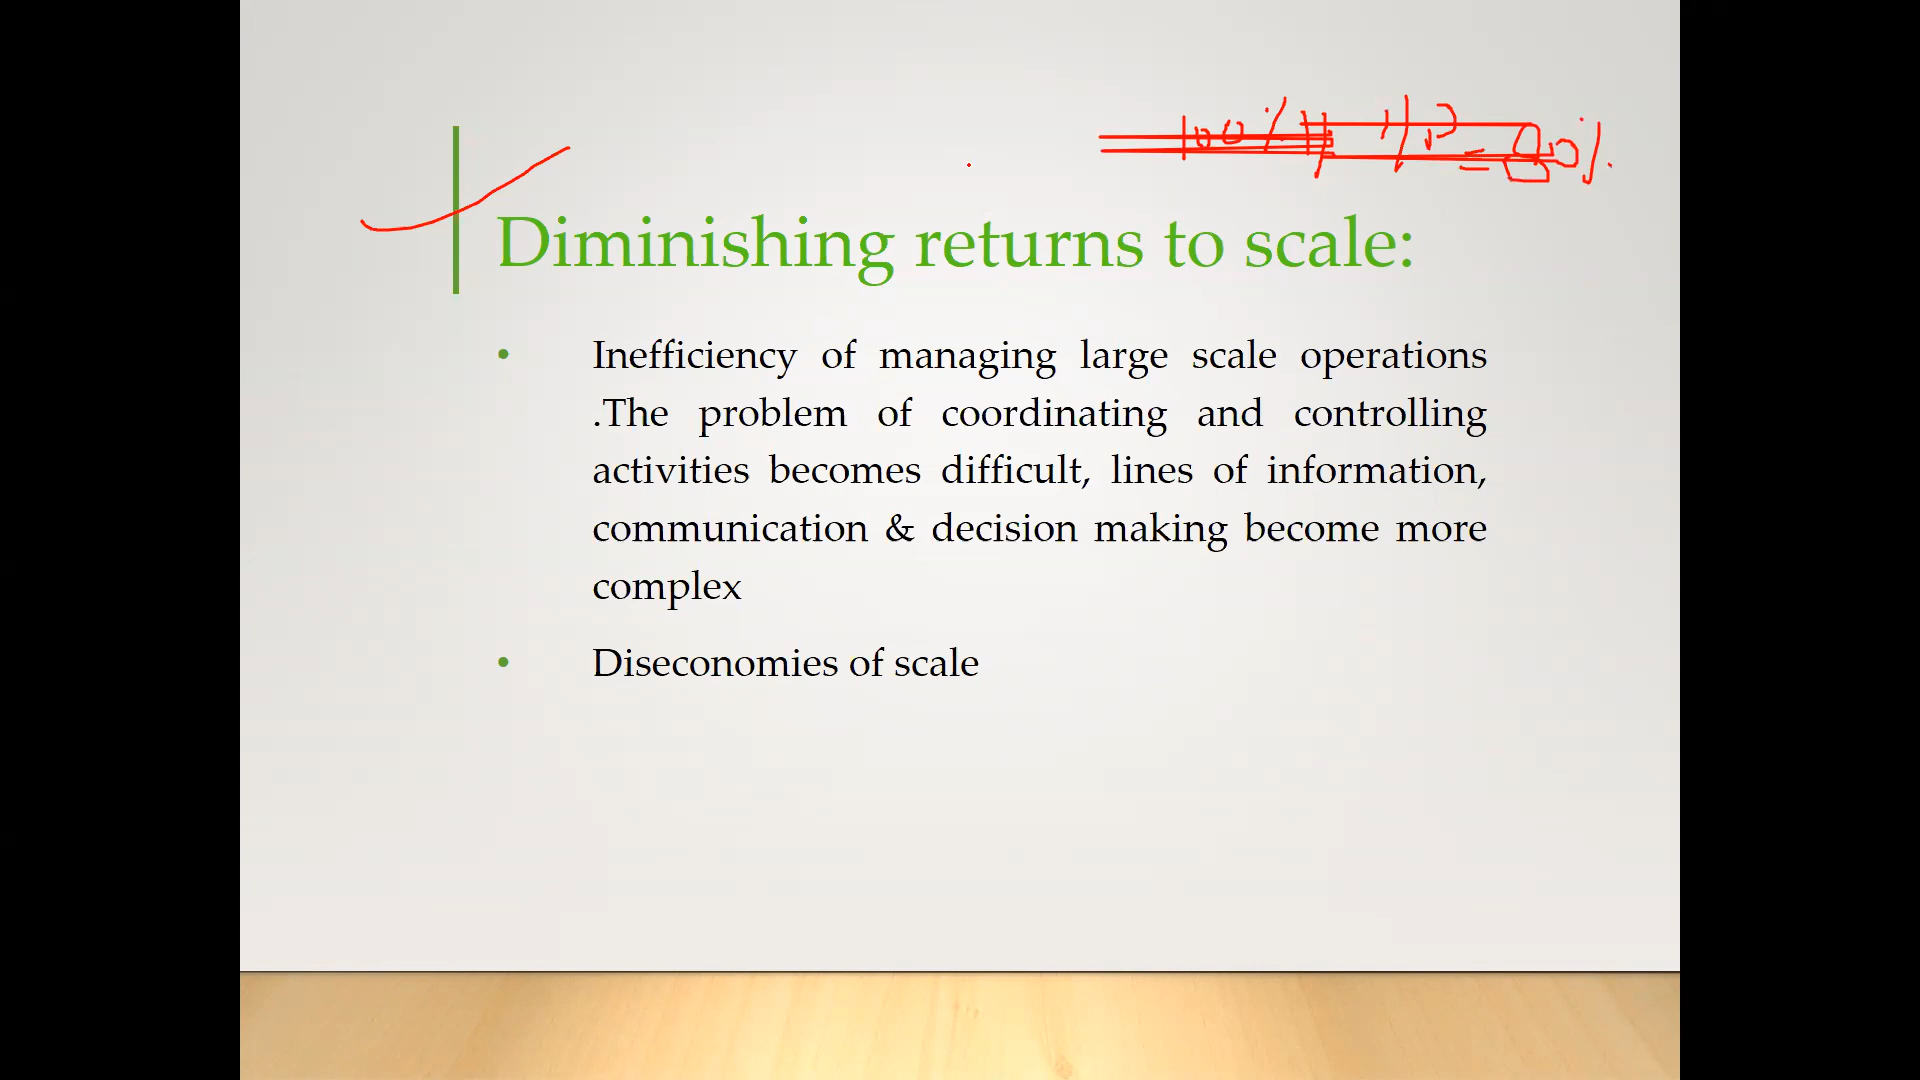 Diminishing returns to scale:
• Inefficiency of managing large scale operations
.The problem of coordinating and controlling
activities becomes difficult, lines of information,
communication & decision making become more
complex
• Diseconomies of scale